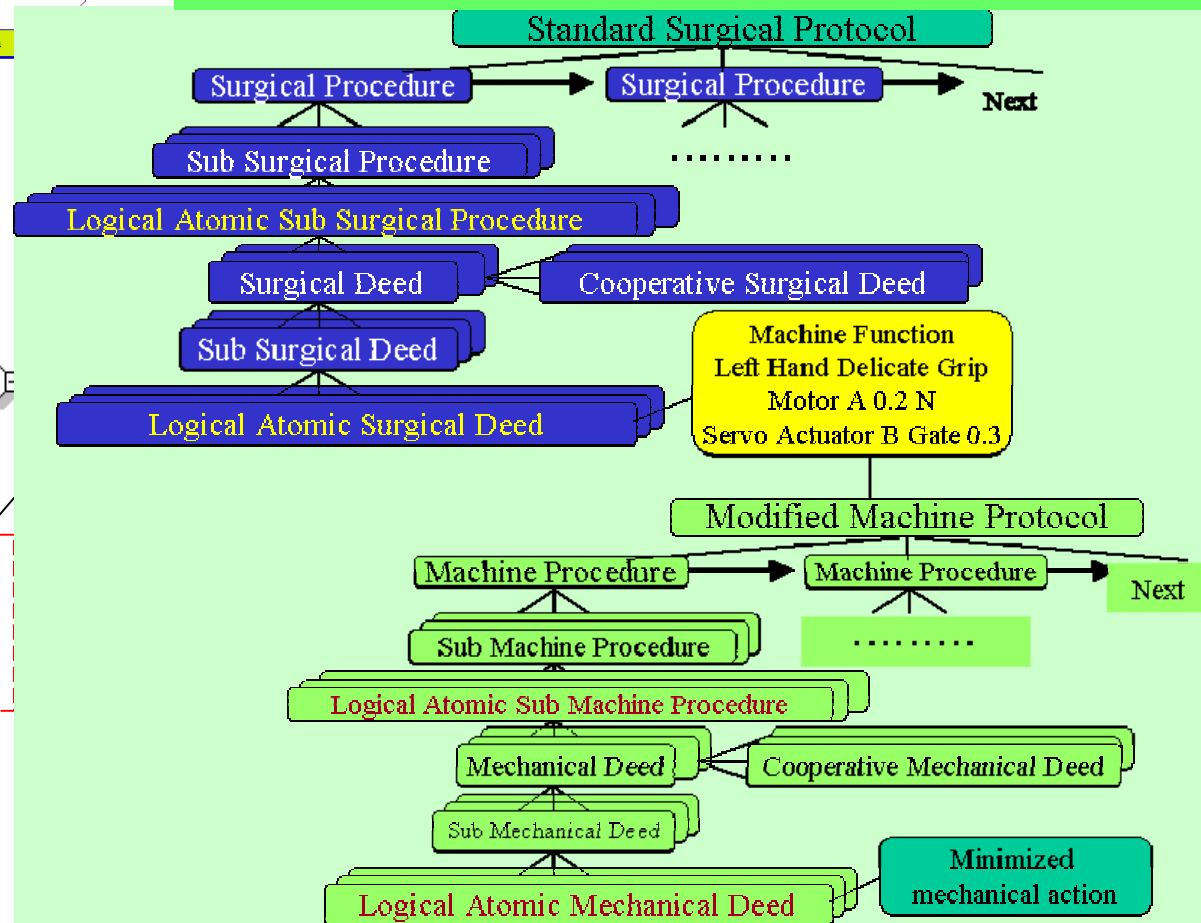 Standard Surgical Protocol
Surgical Procedure
Surgical Procedure
Next
Sub Surgical Procedure
.........
Logical Atomic Sub Surgical Procedure
Surgical Deed
Cooperative Surgical Deed
Sub Surgical Deed
Machine Function
Left Hand Delicate Grip
Motor A 0.2 N
Servo Actuator B Gate 0.3
Logical Atomic Surgical Deed
Modified Machine Protocol
Machine Procedure
Machine Procedure
Next
Sub Machine Procedure
.........
Logical Atomic Sub Machine Procedure
Mechanical Deed
Cooperative Mechanical Deed
Sub Mechanical Deed
Logical Atomic Mechanical Deed
Minimized
mechanical action